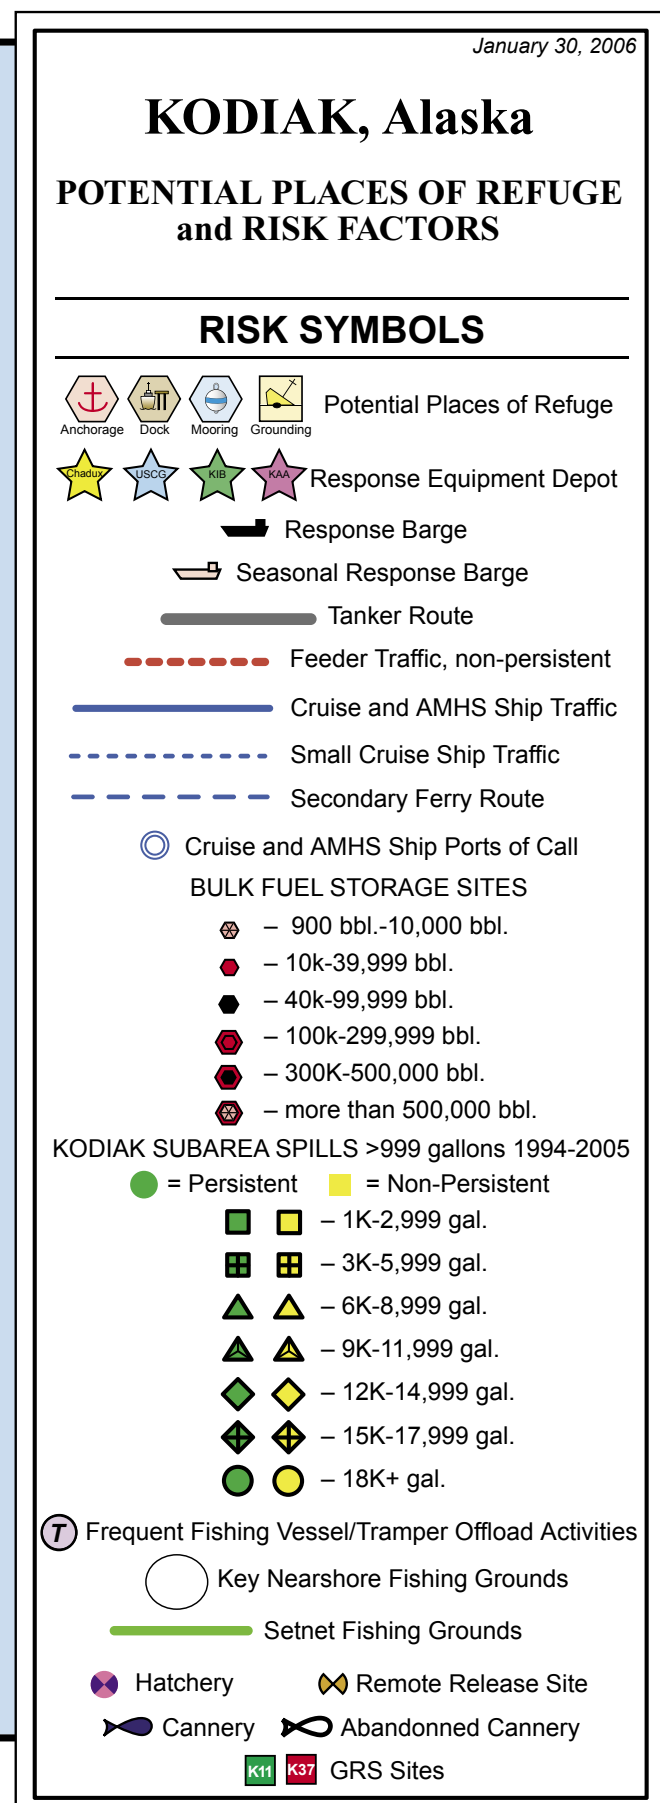 January 30, 2006
KODIAK, Alaska
POTENTIAL PLACES OF REFUGE
and RISK FACTORS
RISK SYMBOLS
Potential Places of Refuge
Anchorage Dock Mooring Grounding
Chadux USCG KIB KAA Response Equipment Depot
Response Barge
Seasonal Response Barge
Tanker Route
Feeder Traffic, non-persistent
Cruise and AMHS Ship Traffic
Small Cruise Ship Traffic
Secondary Ferry Route
Cruise and AMHS Ship Ports of Call
BULK FUEL STORAGE SITES
– 900 bbl.-10,000 bbl.
– 10k-39,999 bbl.
– 40k-99,999 bbl.
– 100k-299,999 bbl.
– 300K-500,000 bbl.
– more than 500,000 bbl.
KODIAK SUBAREA SPILLS >999 gallons 1994-2005
= Persistent = Non-Persistent
– 1K-2,999 gal.
– 3K-5,999 gal.
– 6K-8,999 gal.
– 9K-11,999 gal.
– 12K-14,999 gal.
– 15K-17,999 gal.
– 18K+ gal.
T Frequent Fishing Vessel/Tramper Offload Activities
Key Nearshore Fishing Grounds
Setnet Fishing Grounds
Hatchery Remote Release Site
Cannery Abandonned Cannery
K11 K37 GRS Sites